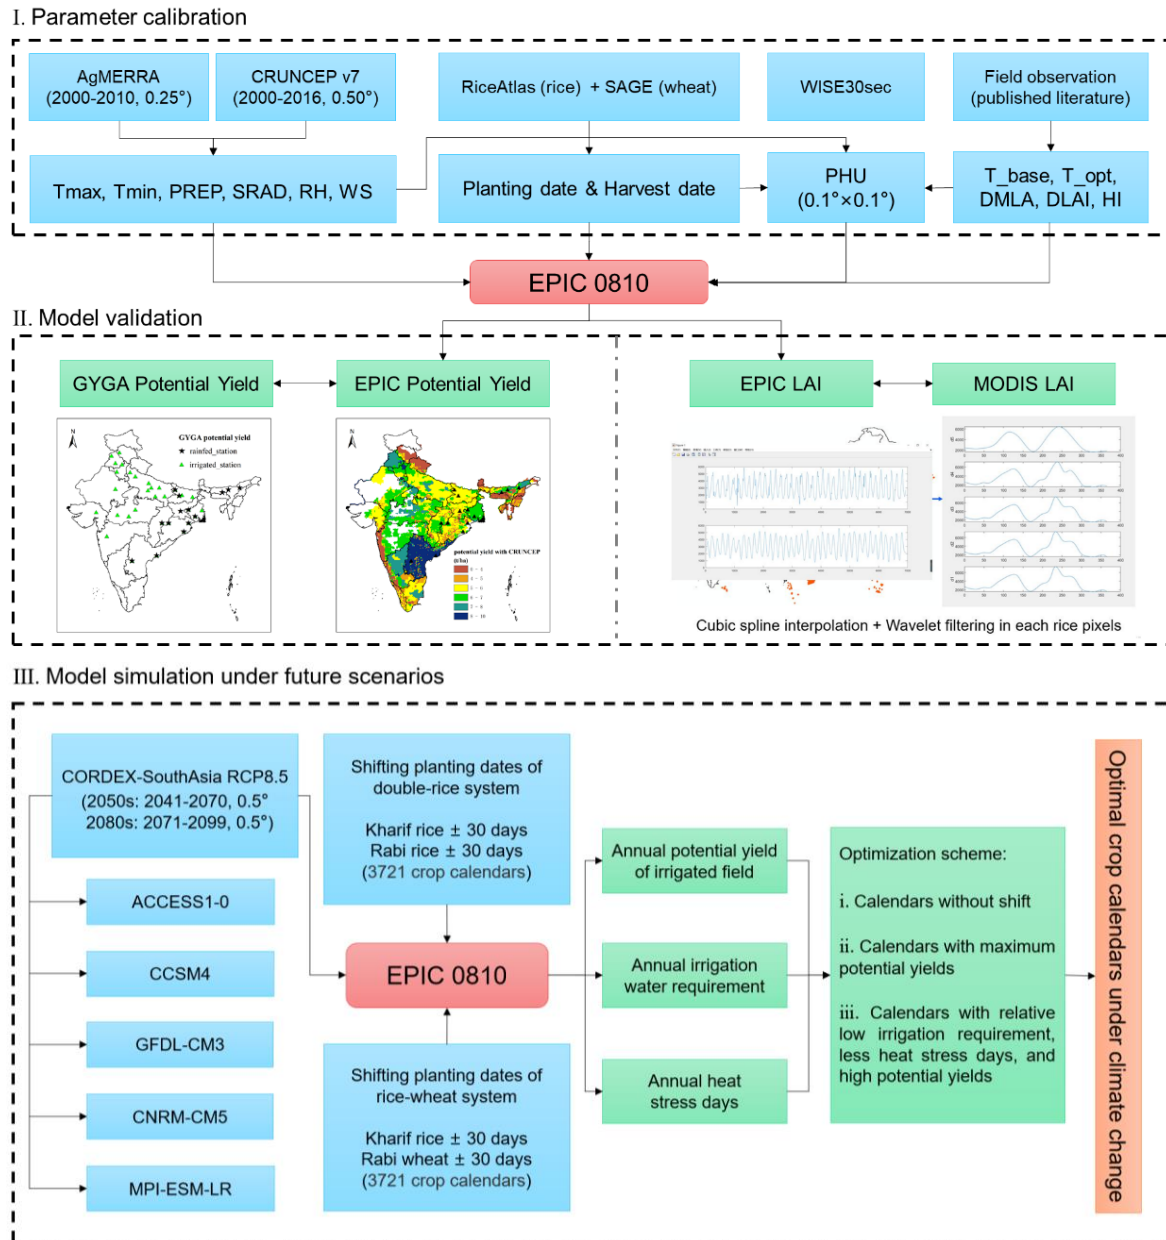 I. Parameter calibration
AgMERRA
(2000-2010, 0.25°)
CRUNCEP v7
(2000-2016, 0.50°)
RiceAtlas (rice) + SAGE (wheat)
WISE30sec
Field observation
(published literature)
Tmax, Tmin, PREP, SRAD, RH, WS
Planting date & Harvest date
PHU
(0.1°×0.1°)
T_base, T_opt,
DMLA, DLAI, HI
EPIC 0810
II. Model validation
GYGA Potential Yield
EPIC Potential Yield
EPIC LAI
MODIS LAI
N
GYGA potential yield
rainfed_station
irrigated_station
N
potential yield with CRUNCEP
(t/ha)
Cubic spline interpolation + Wavelet filtering in each rice pixels
III. Model simulation under future scenarios
CORDEX-SouthAsia RCP8.5
(2050s: 2041-2070, 0.5°
2080s: 2071-2099, 0.5°)
ACCESS1-0
CCSM4
GFDL-CM3
CNRM-CM5
MPI-ESM-LR
Shifting planting dates of
double-rice system
Kharif rice ± 30 days
Rabi rice ± 30 days
(3721 crop calendars)
EPIC 0810
Shifting planting dates of
rice-wheat system
Kharif rice ± 30 days
Rabi wheat ± 30 days
(3721 crop calendars)
Annual potential yield
of irrigated field
Annual irrigation
water requirement
Annual heat
stress days
Optimization scheme:
i. Calendars without shift
ii. Calendars with maximum
potential yields
iii. Calendars with relative
low irrigation requirement,
less heat stress days, and
high potential yields
Optimal crop calendars under climate change